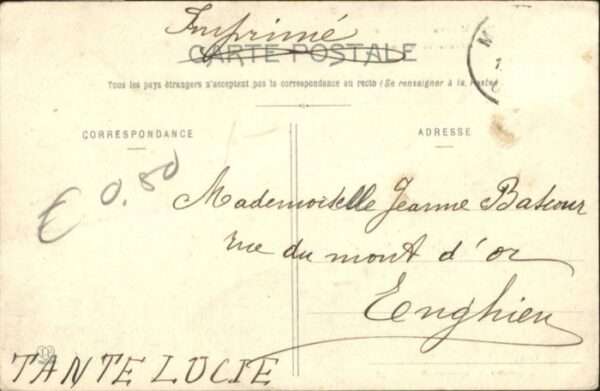 Imprimé
CARTE POSTALE
Tous les pays étrangers n'acceptent pas la correspondance au recto (Se renseigner à la Poste)
CORRESPONDANCE
ADRESSE
€ 0.80
Mademoiselle Jeanne
rue du mont d'or
Enghien
TANTE LUCIE